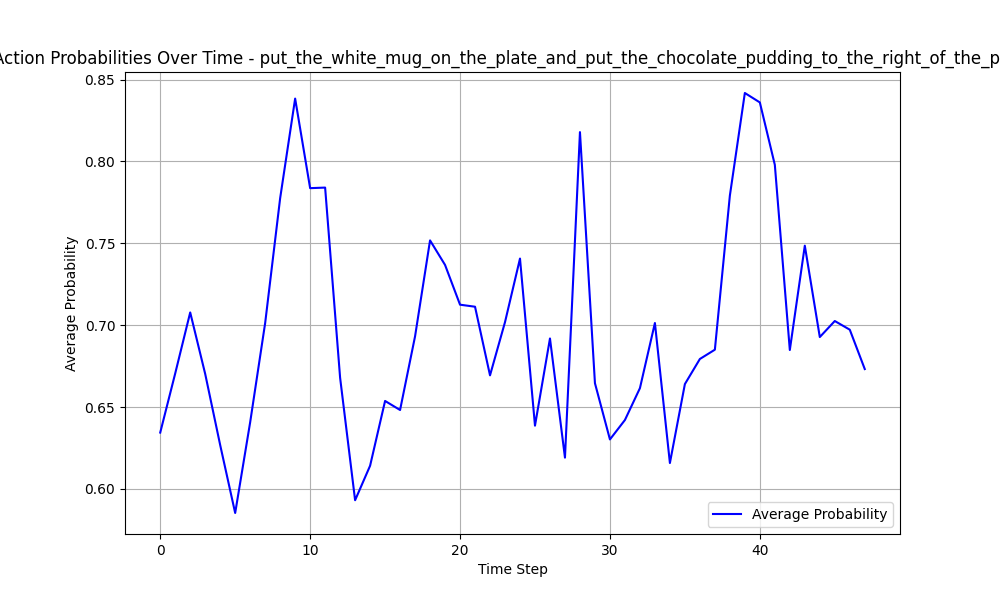 Action Probabilities Over Time - put_the_white_mug_on_the_plate_and_put_the_chocolate_pudding_to_the_right_of_the_p
0.85
0.80
0.75
0.70
0.65
0.60
Average Probability
Average Probability
0 10 20 30 40
Time Step